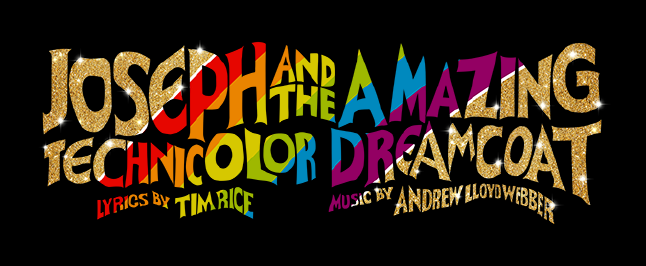 JOSEPH AND THE AMAZING
TECHNICOLOR DREAMCOAT
LYRICS BY TIM RICE MUSIC BY ANDREW LLOYD WEBBER